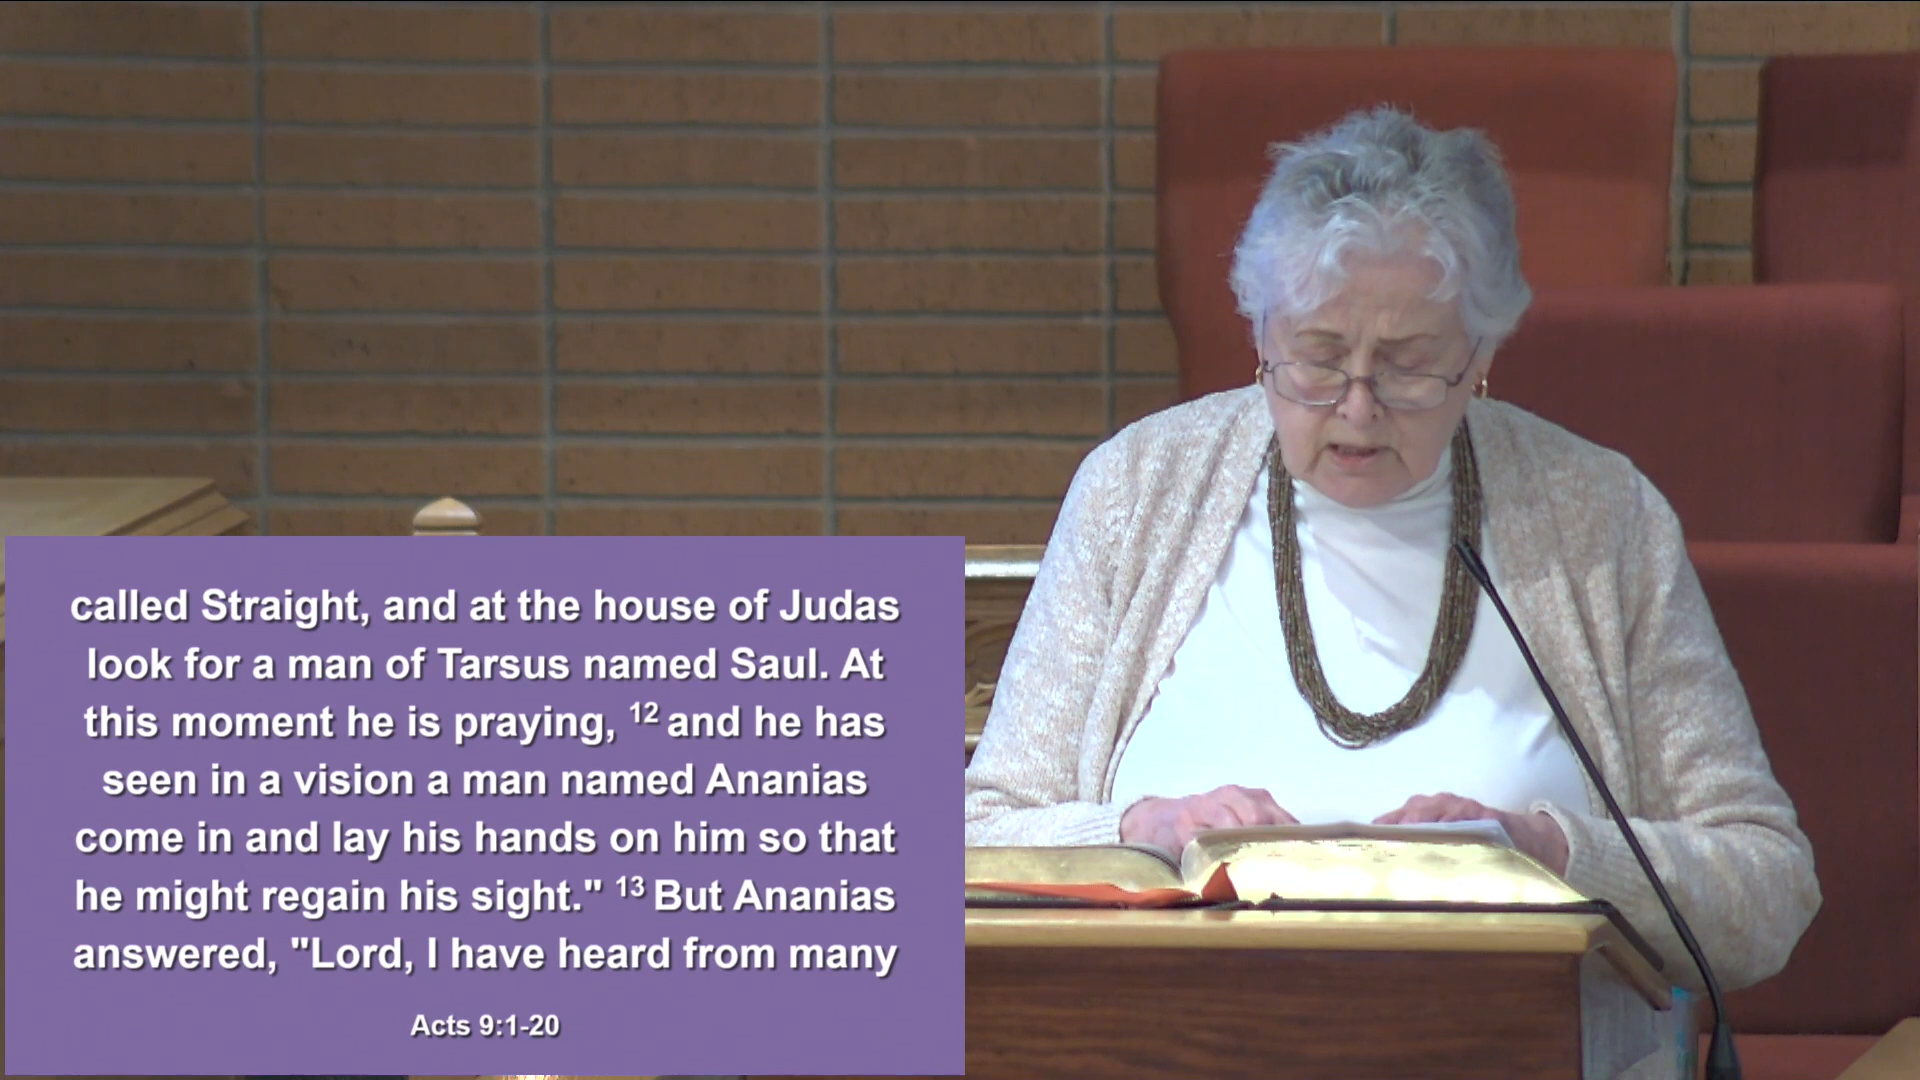 called Straight, and at the house of Judas
look for a man of Tarsus named Saul. At
this moment he is praying, 12 and he has
seen in a vision a man named Ananias
come in and lay his hands on him so that
he might regain his sight." 13 But Ananias
answered, "Lord, I have heard from many
Acts 9:1-20